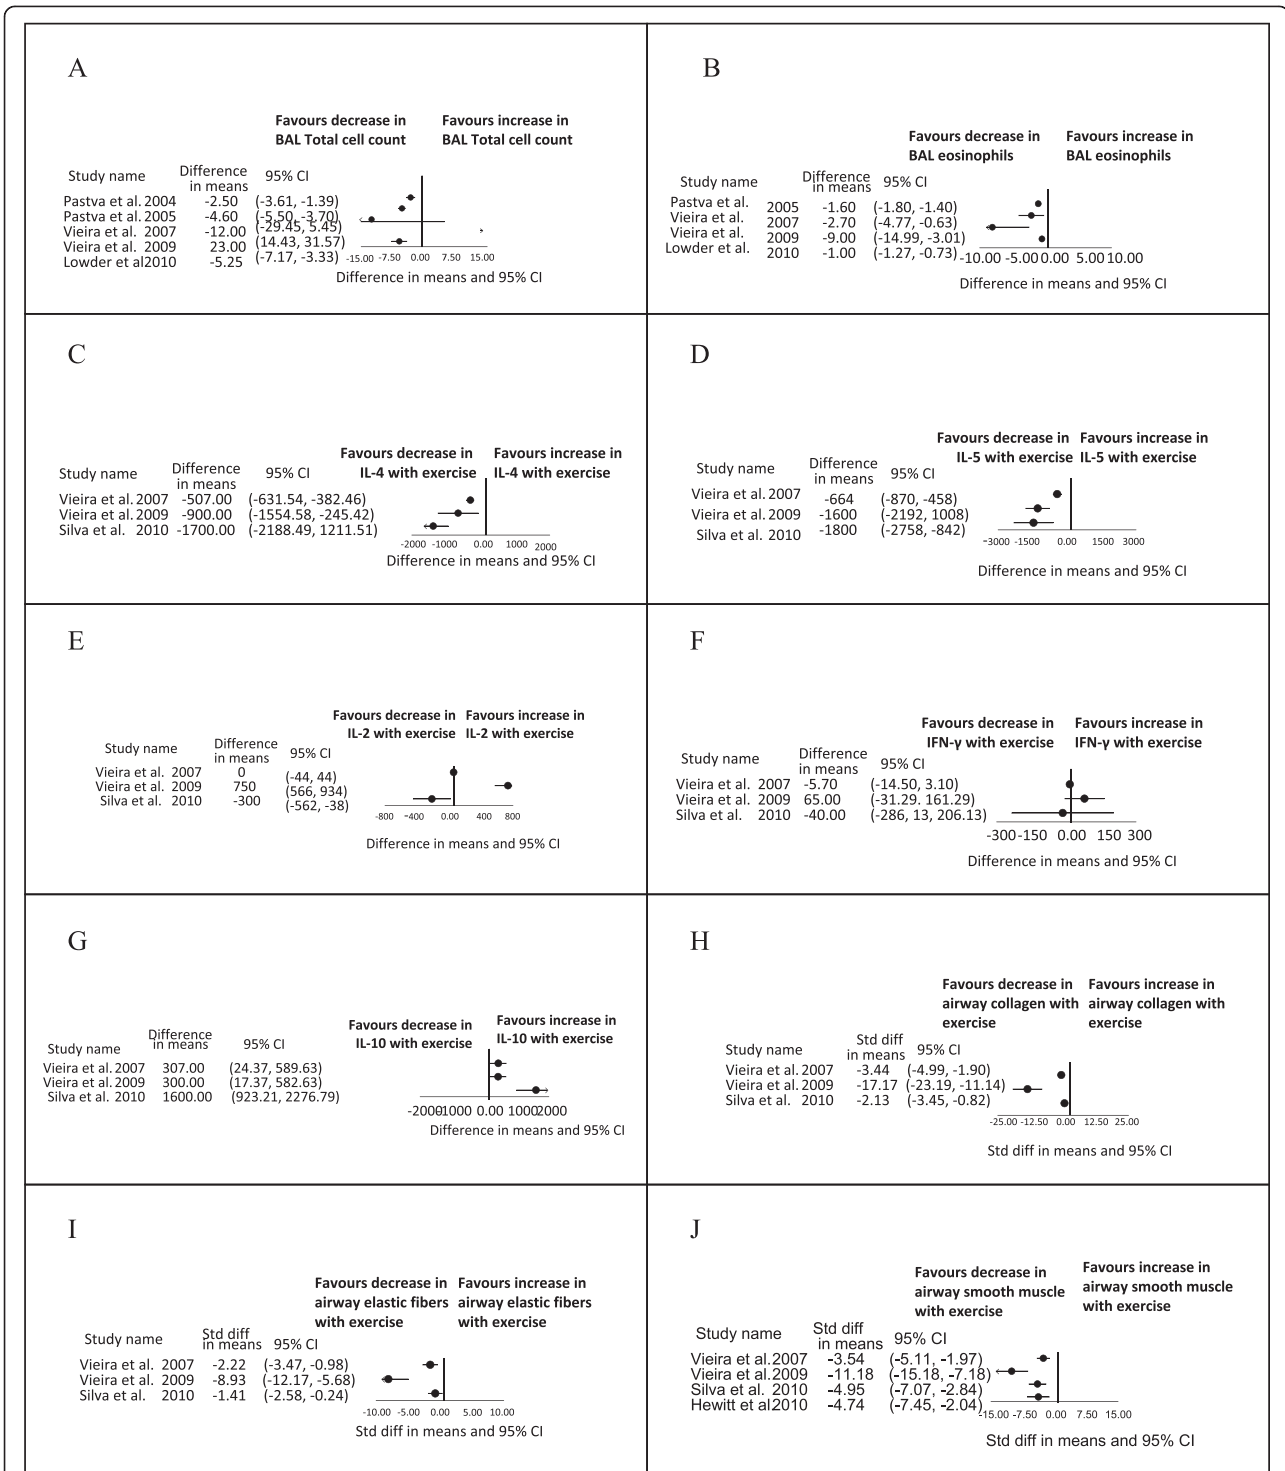 A
Favours decrease in BAL Total cell count
Favours increase in BAL Total cell count
Study name Difference in means 95% CI
Pastva et al. 2004 -2.50 (-3.61, -1.39)
Pastva et al. 2005 -4.60 (-5.50, -3.70)
Vieira et al. 2007 -12.00 (-29.45, 5.45)
Vieira et al. 2009 23.00 (14.43, 31.57)
Lowder et al2010 -5.25 (-7.17, -3.33)
-15.00 -7.50 0.00 7.50 15.00
Difference in means and 95% CI
B
Favours decrease in BAL eosinophils
Favours increase in BAL eosinophils
Study name Difference in means 95% CI
Pastva et al. 2005 -1.60 (-1.80, -1.40)
Vieira et al. 2007 -2.70 (-4.77, -0.63)
Vieira et al. 2009 -9.00 (-14.99, -3.01)
Lowder et al. 2010 -1.00 (-1.27, -0.73)
-10.00 -5.00 0.00 5.00 10.00
Difference in means and 95% CI
C
Favours decrease in IL-4 with exercise
Favours increase in IL-4 with exercise
Study name Difference in means 95% CI
Vieira et al. 2007 -507.00 (-631.54, -382.46)
Vieira et al. 2009 -900.00 (-1554.58, -245.42)
Silva et al. 2010 -1700.00 (-2188.49, 1211.51)
-2000 -1000 0.00 1000 2000
Difference in means and 95% CI
D
Favours decrease in IL-5 with exercise
Favours increase in IL-5 with exercise
Study name Difference in means 95% CI
Vieira et al. 2007 -664 (-870, -458)
Vieira et al. 2009 -1600 (-2192, 1008)
Silva et al. 2010 -1800 (-2758, -842)
-3000 -1500 0.00 1500 3000
Difference in means and 95% CI
E
Favours decrease in IL-2 with exercise
Favours increase in IL-2 with exercise
Study name Difference in means 95% CI
Vieira et al. 2007 0 (-44, 44)
Vieira et al. 2009 750 (566, 934)
Silva et al. 2010 -300 (-562, -38)
-800 -400 0.00 400 800
Difference in means and 95% CI
F
Favours decrease in IFN-y with exercise
Favours increase in IFN-y with exercise
Study name Difference in means 95% CI
Vieira et al. 2007 -5.70 (-14.50, 3.10)
Vieira et al. 2009 65.00 (-31.29. 161.29)
Silva et al. 2010 -40.00 (-286, 13, 206.13)
-300-150 0.00 150 300
Difference in means and 95% CI
G
Favours decrease in IL-10 with exercise
Favours increase in IL-10 with exercise
Study name Difference in means 95% CI
Vieira et al. 2007 307.00 (24.37, 589.63)
Vieira et al. 2009 300.00 (17.37, 582.63)
Silva et al. 2010 1600.00 (923.21, 2276.79)
-2000-1000 0.00 1000 2000
Difference in means and 95% CI
H
Favours decrease in airway collagen with exercise
Favours increase in airway collagen with exercise
Study name Std diff in means 95% CI
Vieira et al. 2007 -3.44 (-4.99, -1.90)
Vieira et al. 2009 -17.17 (-23.19, -11.14)
Silva et al. 2010 -2.13 (-3.45, -0.82)
-25.00 -12.50 0.00 12.50 25.00
Std diff in means and 95% CI
I
Favours decrease in airway elastic fibers with exercise
Favours increase in airway elastic fibers with exercise
Study name Std diff in means 95% CI
Vieira et al. 2007 -2.22 (-3.47, -0.98)
Vieira et al. 2009 -8.93 (-12.17, -5.68)
Silva et al. 2010 -1.41 (-2.58, -0.24)
-10.00 -5.00 0.00 5.00 10.00
Std diff in means and 95% CI
J
Favours decrease in airway smooth muscle with exercise
Favours increase in airway smooth muscle with exercise
Study name Std diff in means 95% CI
Vieira et al.2007 -3.54 (-5.11, -1.97)
Vieira et al.2009 -11.18 (-15.18, -7.18)
Silva et al. 2010 -4.95 (-7.07, -2.84)
Hewitt et al2010 -4.74 (-7.45, -2.04)
-15.00 -7.50 0.00 7.50 15.00
Std diff in means and 95% CI